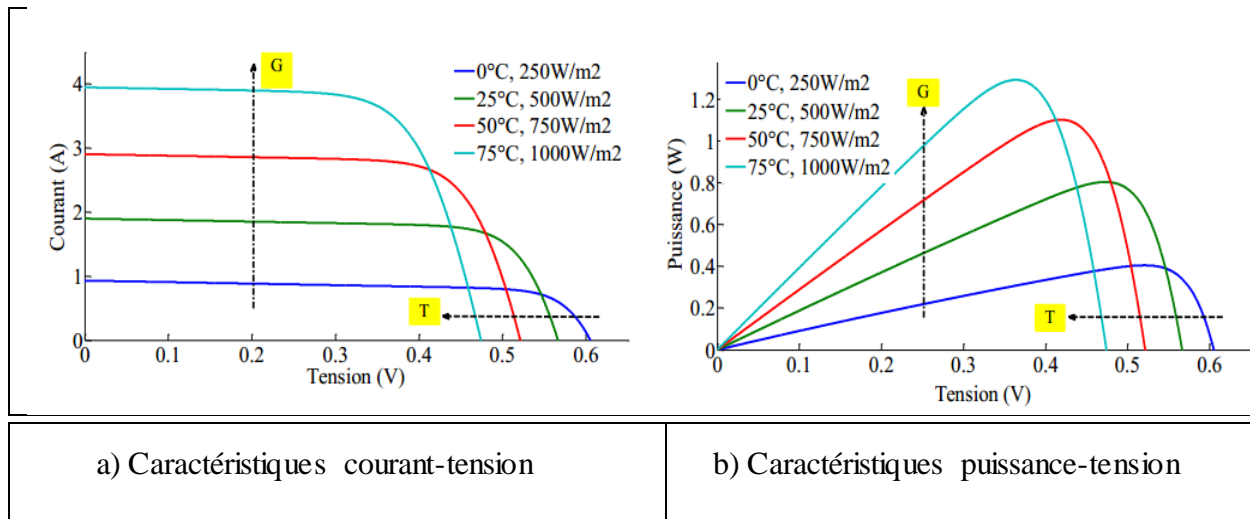 G
0°C, 250W/m2
25°C, 500W/m2
50°C, 750W/m2
75°C, 1000W/m2
4
3
2
1
0
Courant (A)
T
0 0.1 0.2 0.3 0.4 0.5 0.6
Tension (V)
G
0°C, 250W/m2
25°C, 500W/m2
50°C, 750W/m2
75°C, 1000W/m2
1.2
1
0.8
0.6
0.4
0.2
0
Puissance (W)
T
0 0.1 0.2 0.3 0.4 0.5 0.6
Tension (V)
a) Caractéristiques courant-tension
b) Caractéristiques puissance-tension